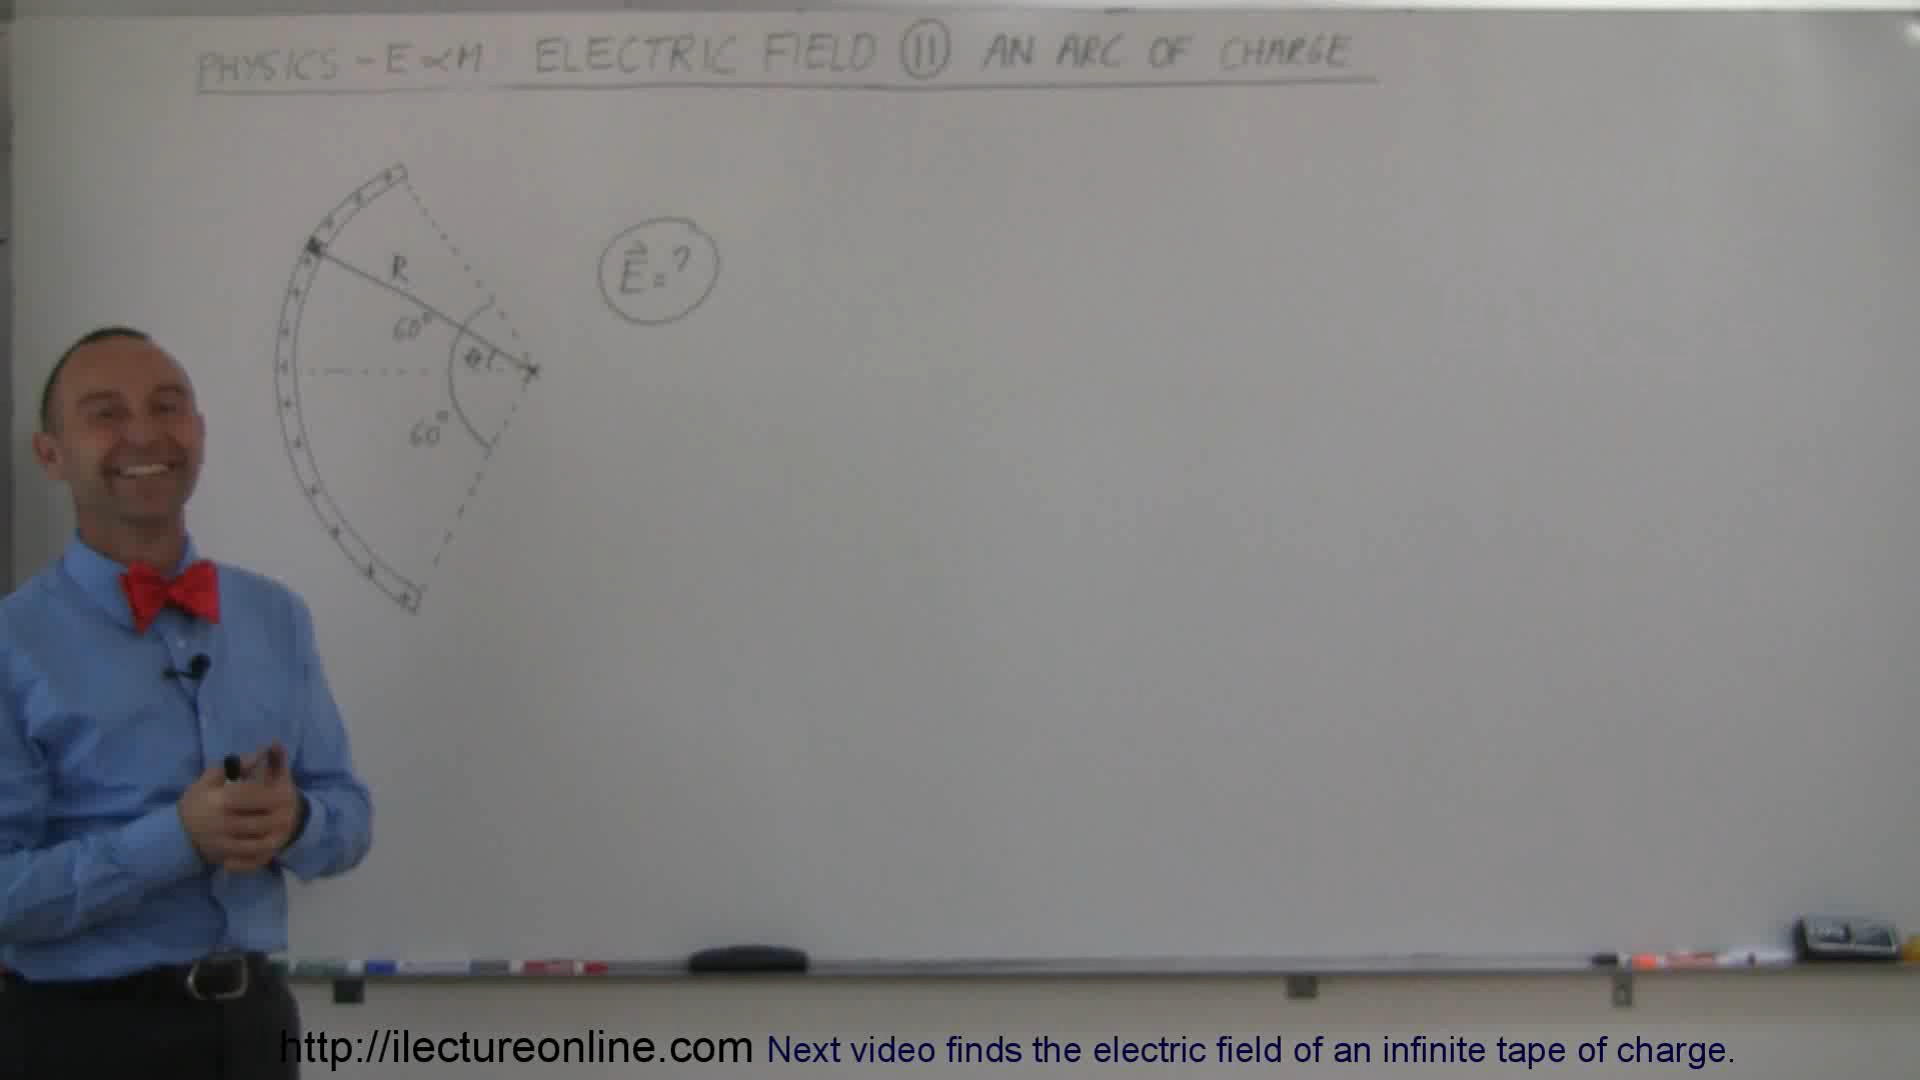 PHYSICS - E & M ELECTRIC FIELD 11 AN ARC OF CHARGE
R
E = ?
60°
θ
60°
http://ilectureonline.com Next video finds the electric field of an infinite tape of charge.